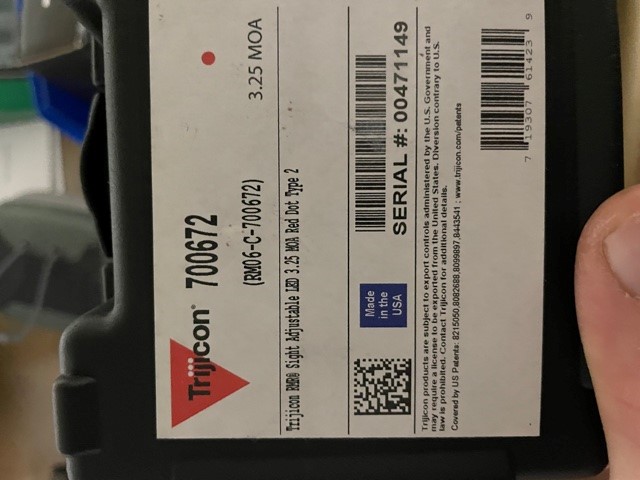 Trijicon® 700672
(RM06-C-700672)
3.25 MOA
Trijicon RMR® Sight Adjustable LED 3.25 MOA Red Dot Type 2
Made
in the
USA
SERIAL #: 00471149
Trijicon products are subject to export controls administered by the U.S. Government and
may require a license to be exported from the United States. Diversion contrary to U.S.
law is prohibited. Contact Trijicon for additional details.
Covered by US Patents: 8215050,8082688,8099897,8443541 ; www.trijicon.com/patents
7 19307 61423 9